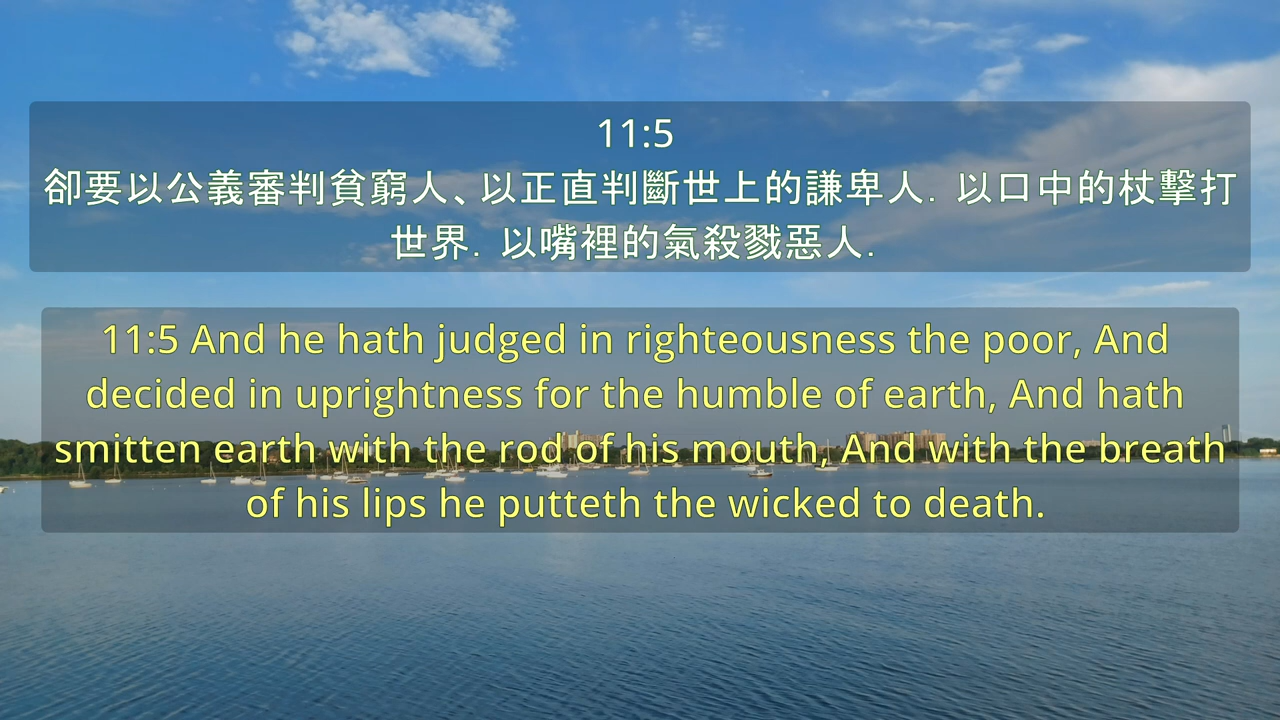 11:5
卻要以公義審判貧窮人、以正直判斷世上的謙卑人．以口中的杖擊打
世界．以嘴裡的氣殺戮惡人．
11:5 And he hath judged in righteousness the poor, And
decided in uprightness for the humble of earth, And hath
smitten earth with the rod of his mouth, And with the breath
of his lips he putteth the wicked to death.